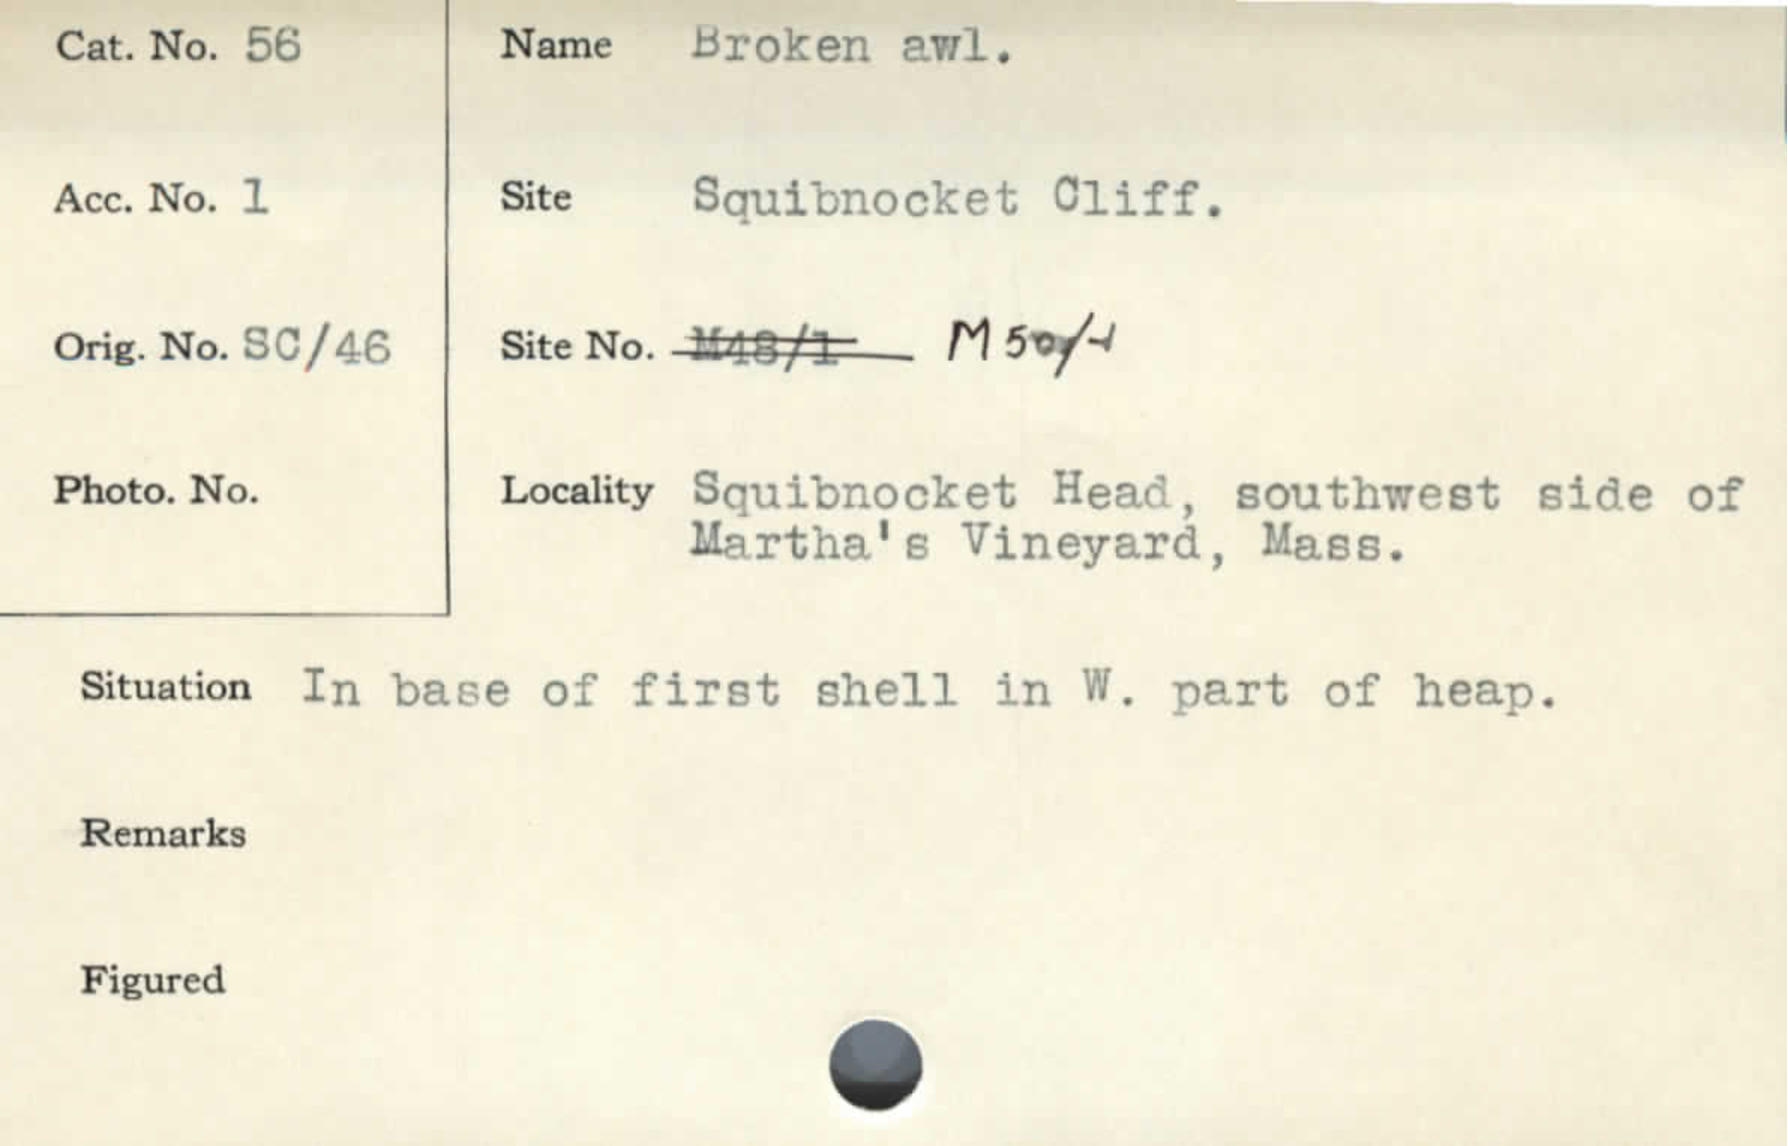 Cat. No. 56
Name Broken awl.
Acc. No. 1
Site Squibnocket Cliff.
Orig. No. SC/46
Site No. M48/1 M 50/1
Photo. No.
Locality Squibnocket Head, southwest side of
Martha's Vineyard, Mass.
Situation In base of first shell in W. part of heap.
Remarks
Figured